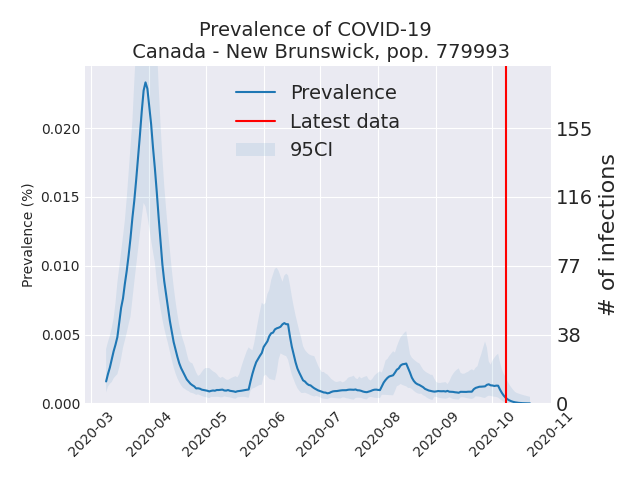 Prevalence of COVID-19
Canada - New Brunswick, pop. 779993
Prevalence
Latest data
95CI
Prevalence (%)
0.020
0.015
0.010
0.005
0.000
155
116
77
38
0
# of infections
2020-03
2020-04
2020-05
2020-06
2020-07
2020-08
2020-09
2020-10
2020-11